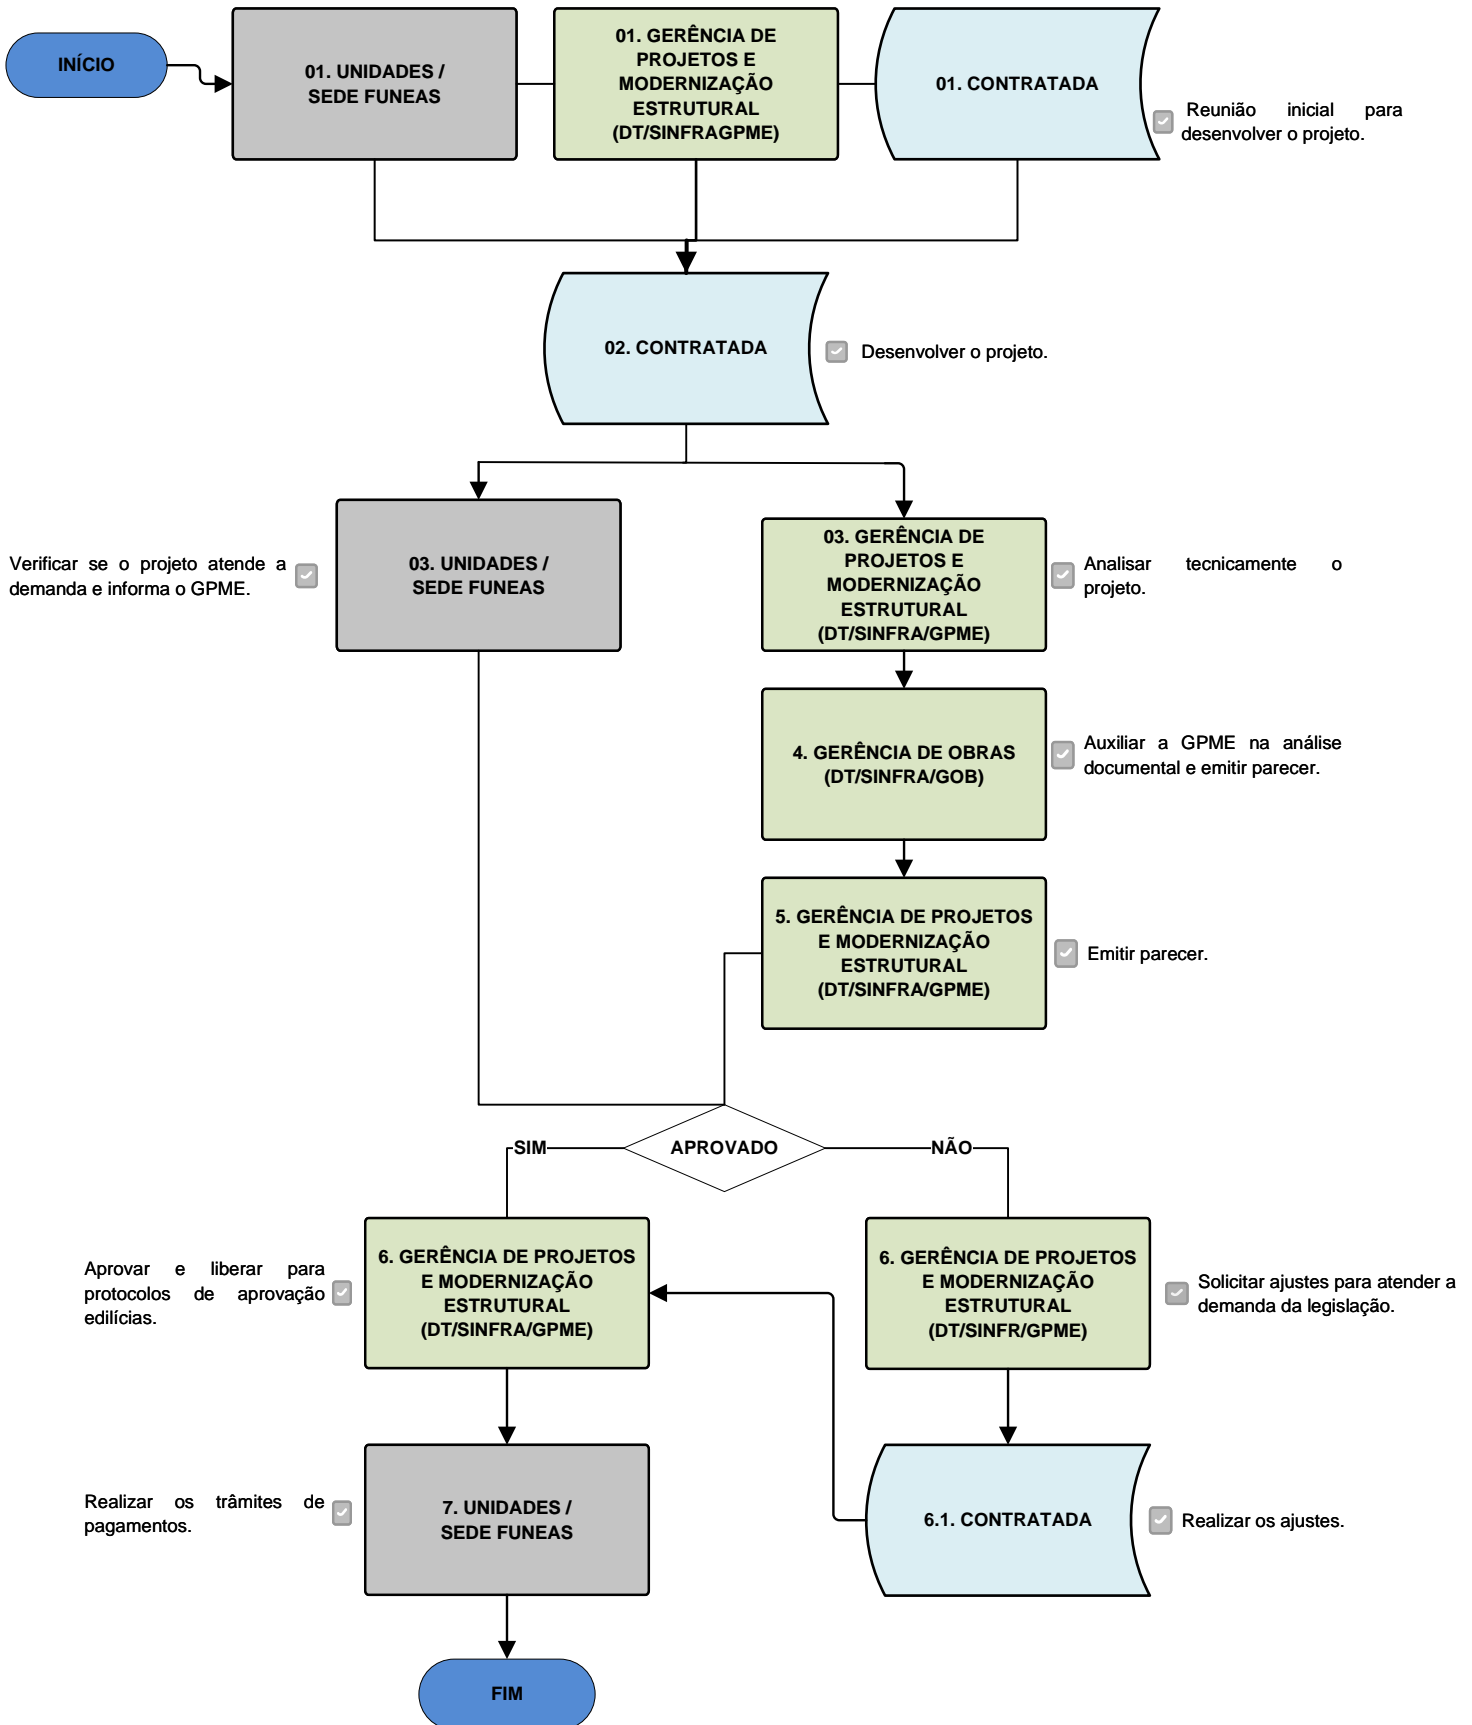 INÍCIO
01. UNIDADES /
SEDE FUNEAS
01. GERÊNCIA DE
PROJETOS E
MODERNIZAÇÃO
ESTRUTURAL
(DT/SINFRAGPME)
01. CONTRATADA
Reunião inicial para
desenvolver o projeto.
02. CONTRATADA
Desenvolver o projeto.
Verificar se o projeto atende a
demanda e informa o GPME.
03. UNIDADES /
SEDE FUNEAS
03. GERÊNCIA DE
PROJETOS E
MODERNIZAÇÃO
ESTRUTURAL
(DT/SINFRA/GPME)
Analisar tecnicamente o
projeto.
4. GERÊNCIA DE OBRAS
(DT/SINFRA/GOB)
Auxiliar a GPME na análise
documental e emitir parecer.
5. GERÊNCIA DE PROJETOS
E MODERNIZAÇÃO
ESTRUTURAL
(DT/SINFRA/GPME)
Emitir parecer.
SIM
APROVADO
NÃO
Aprovar e liberar para
protocolos de aprovação
edilícias.
6. GERÊNCIA DE PROJETOS
E MODERNIZAÇÃO
ESTRUTURAL
(DT/SINFRA/GPME)
6. GERÊNCIA DE PROJETOS
E MODERNIZAÇÃO
ESTRUTURAL
(DT/SINFR/GPME)
Solicitar ajustes para atender a
demanda da legislação.
Realizar os trâmites de
pagamentos.
7. UNIDADES /
SEDE FUNEAS
6.1. CONTRATADA
Realizar os ajustes.
FIM